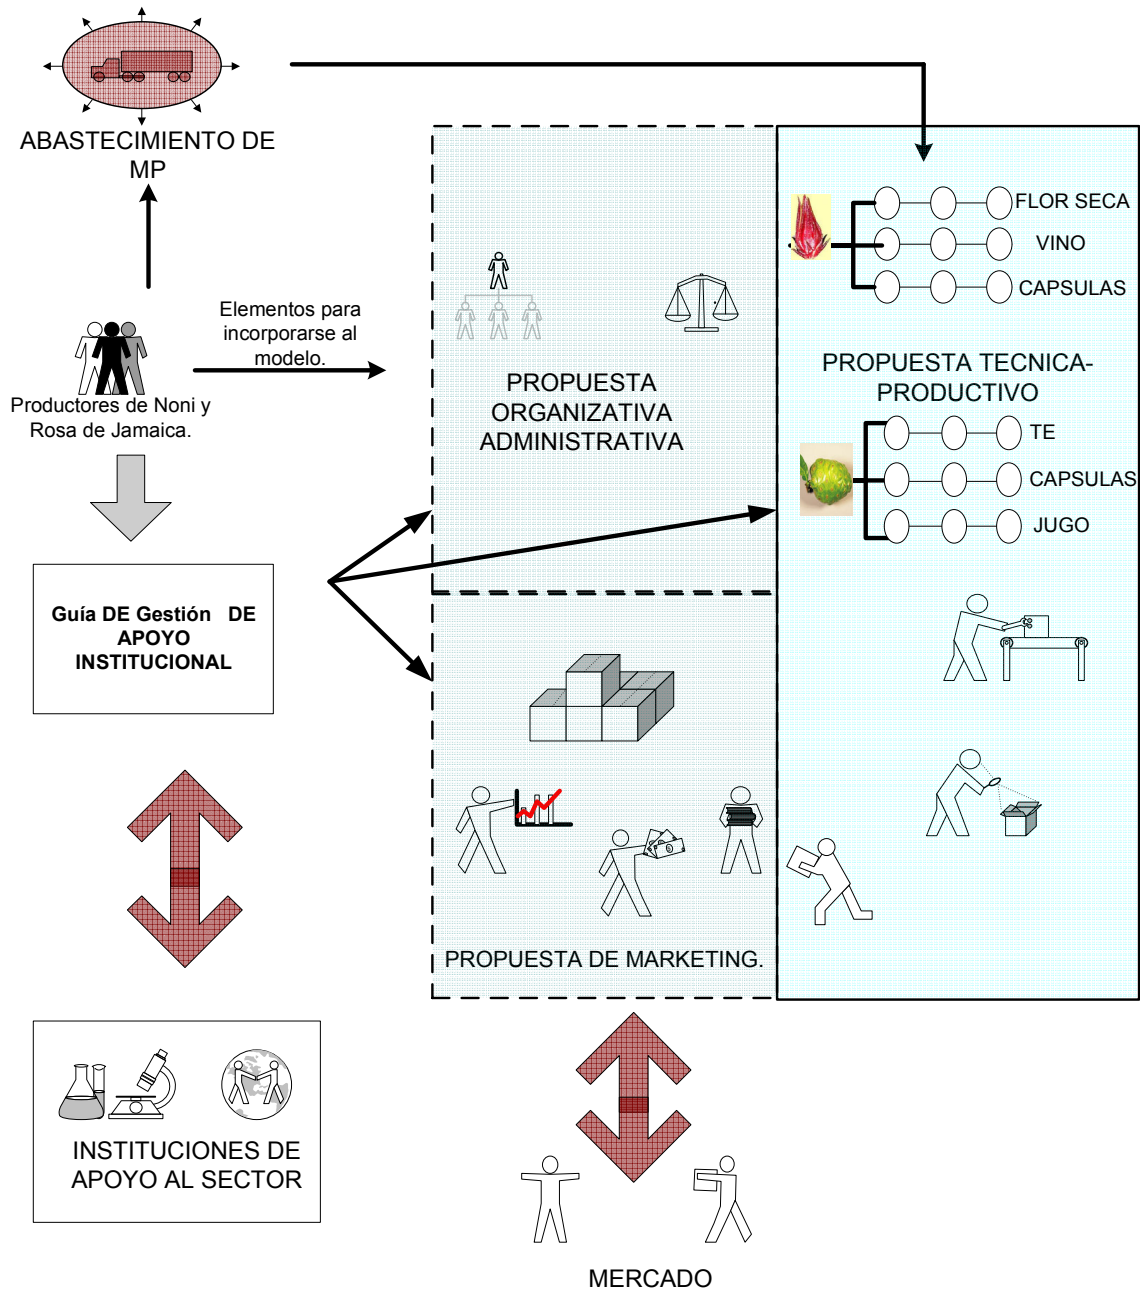 ABASTECIMIENTO DE
MP
Elementos para
incorporarse al
modelo.
Productores de Noni y
Rosa de Jamaica.
Guía DE Gestión DE
APOYO
INSTITUCIONAL
INSTITUCIONES DE
APOYO AL SECTOR
PROPUESTA
ORGANIZATIVA
ADMINISTRATIVA
PROPUESTA DE MARKETING.
FLOR SECA
VINO
CAPSULAS
PROPUESTA TECNICA-
PRODUCTIVO
TE
CAPSULAS
JUGO
MERCADO